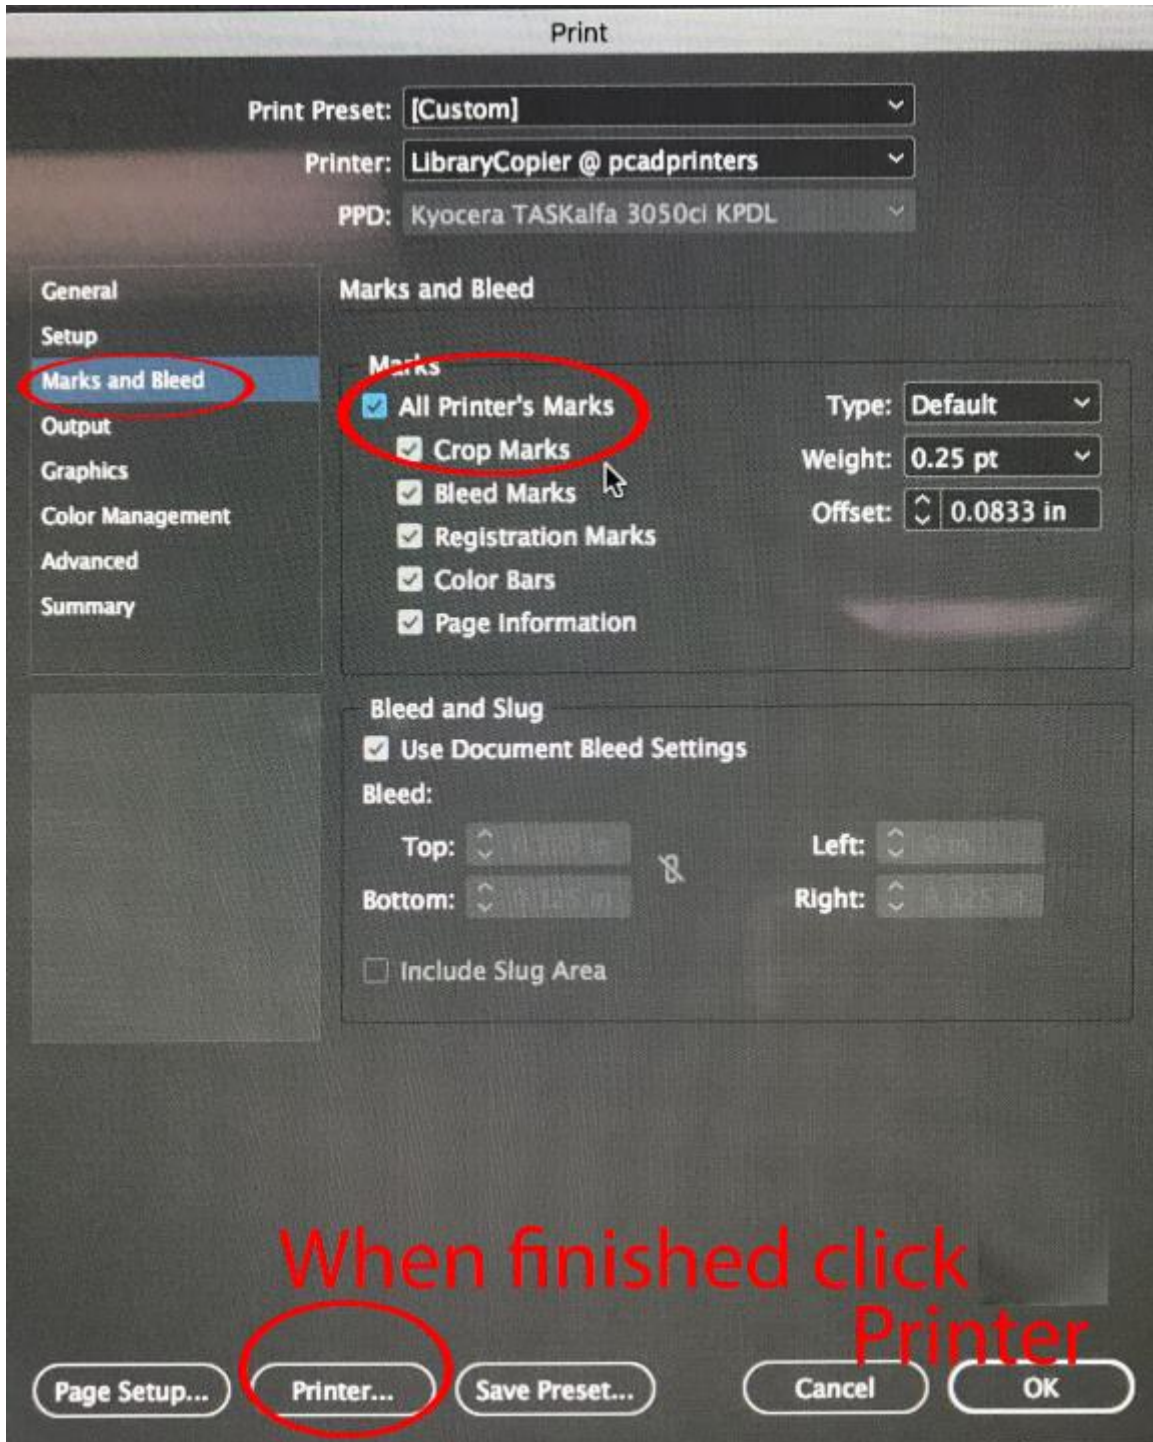 Print
Print Preset: [Custom]
Printer: LibraryCopier @ pcadprinters
PPD: Kyocera TASKalfa 3050ci KPDL
General
Setup
Marks and Bleed
Output
Graphics
Color Management
Advanced
Summary
Marks and Bleed
Marks
All Printer's Marks
Crop Marks
Bleed Marks
Registration Marks
Color Bars
Page Information
Type: Default
Weight: 0.25 pt
Offset: 0.0833 in
Bleed and Slug
Use Document Bleed Settings
Bleed:
Top:
Bottom:
Left:
Right:
Include Slug Area
When finished click
Printer
Page Setup...
Printer...
Save Preset...
Cancel
OK